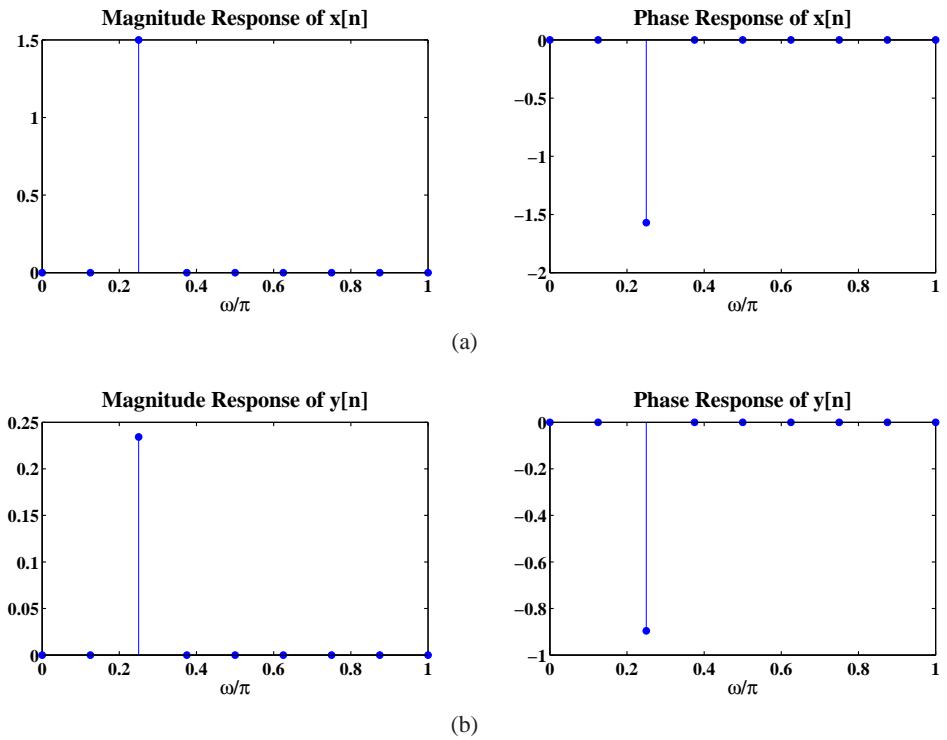 Magnitude Response of x[n]
1.5
1
0.5
0
0 0.2 0.4 0.6 0.8 1
ω/π
Phase Response of x[n]
0
−0.5
−1
−1.5
−2
0 0.2 0.4 0.6 0.8 1
ω/π
(a)
Magnitude Response of y[n]
0.25
0.2
0.15
0.1
0.05
0
0 0.2 0.4 0.6 0.8 1
ω/π
Phase Response of y[n]
0
−0.2
−0.4
−0.6
−0.8
−1
0 0.2 0.4 0.6 0.8 1
ω/π
(b)